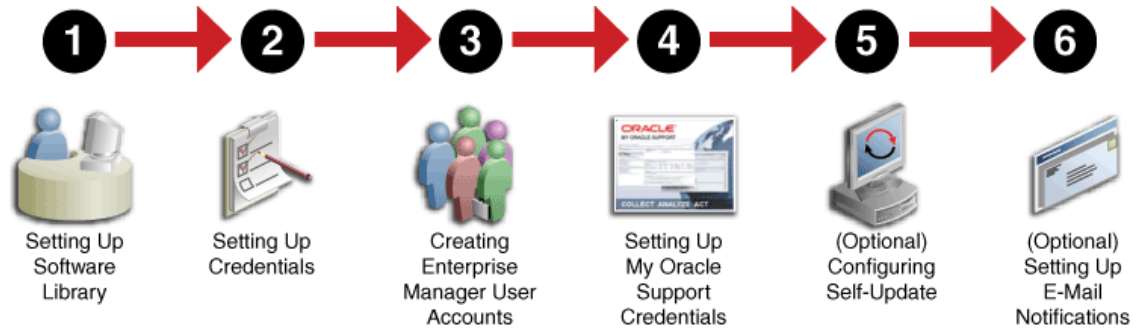 1 2 3 4 5 6
Setting Up
Software
Library
Setting Up
Credentials
Creating
Enterprise
Manager User
Accounts
ORACLE
MY ORACLE SUPPORT
COLLECT ANALYZE ACT
Setting Up
My Oracle
Support
Credentials
(Optional)
Configuring
Self-Update
(Optional)
Setting Up
E-Mail
Notifications